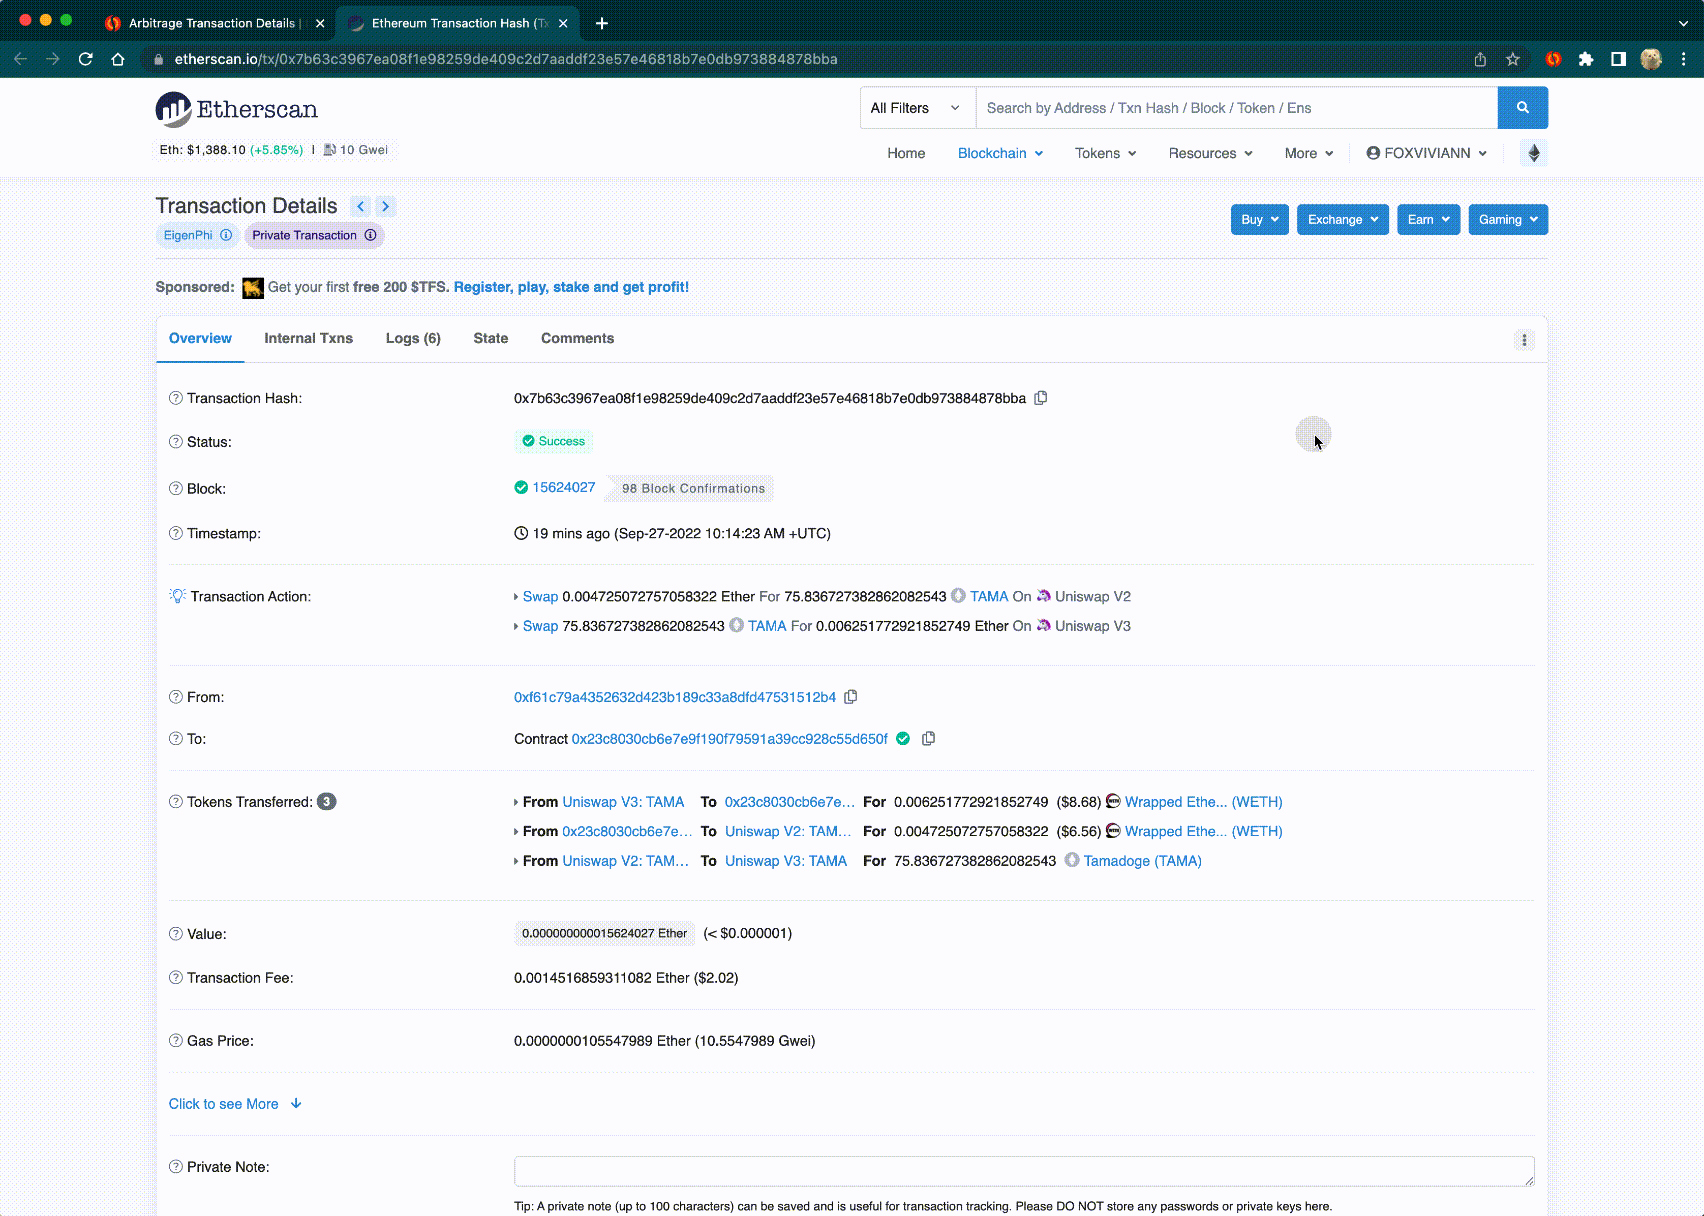 Arbitrage Transaction Details |
Ethereum Transaction Hash (Tx
etherscan.io/tx/0x7b63c3967ea08f1e98259de409c2d7aaddf23e57e46818b7e0db973884878bba
Etherscan
All Filters
Search by Address / Txn Hash / Block / Token / Ens
Eth: $1,388.10 (+5.85%) | 10 Gwei
Home Blockchain Tokens Resources More FOXVIVIANN
Transaction Details
EigenPhi Private Transaction
Buy Exchange Earn Gaming
Sponsored: Get your first free 200 $TFS. Register, play, stake and get profit!
Overview Internal Txns Logs (6) State Comments
Transaction Hash: 0x7b63c3967ea08f1e98259de409c2d7aaddf23e57e46818b7e0db973884878bba
Status: Success
Block: 15624027 98 Block Confirmations
Timestamp: 19 mins ago (Sep-27-2022 10:14:23 AM +UTC)
Transaction Action: Swap 0.004725072757058322 Ether For 75.836727382862082543 TAMA On Uniswap V2
Swap 75.836727382862082543 TAMA For 0.006251772921852749 Ether On Uniswap V3
From: 0xf61c79a4352632d423b189c33a8dfd47531512b4
To: Contract 0x23c8030cb6e7e9f190f79591a39cc928c55d650f
Tokens Transferred: 3 From Uniswap V3: TAMA To 0x23c8030cb6e7e... For 0.006251772921852749 ($8.68) Wrapped Ethe... (WETH)
From 0x23c8030cb6e7e... To Uniswap V2: TAM... For 0.004725072757058322 ($6.56) Wrapped Ethe... (WETH)
From Uniswap V2: TAM... To Uniswap V3: TAMA For 75.836727382862082543 Tamadoge (TAMA)
Value: 0.000000000015624027 Ether (< $0.000001)
Transaction Fee: 0.0014516859311082 Ether ($2.02)
Gas Price: 0.0000000105547989 Ether (10.5547989 Gwei)
Click to see More
Private Note:
Tip: A private note (up to 100 characters) can be saved and is useful for transaction tracking. Please DO NOT store any passwords or private keys here.